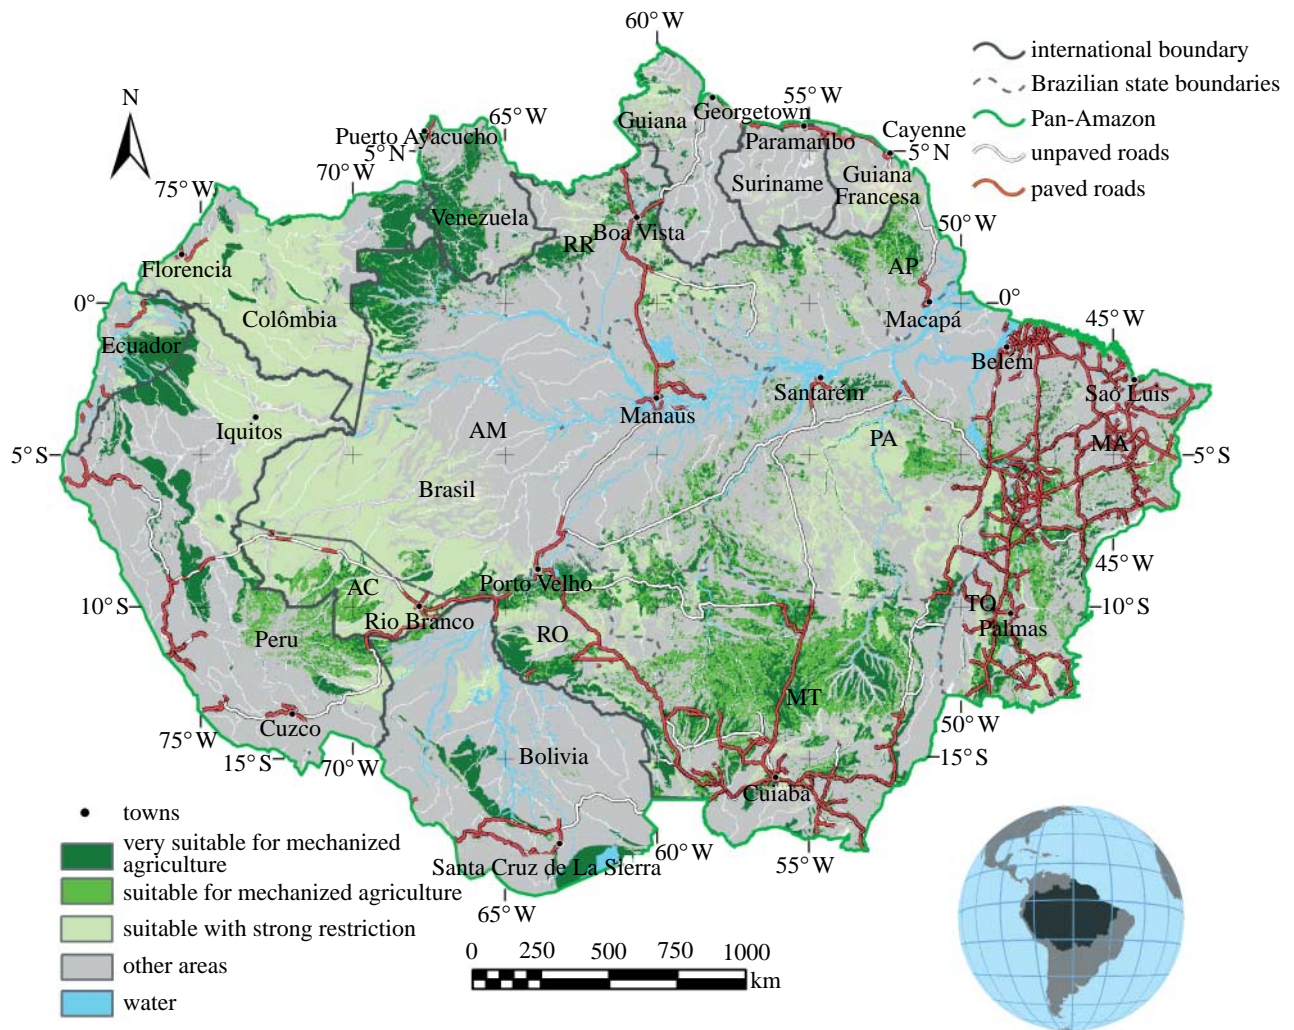 60° W
international boundary
Brazilian state boundaries
Pan-Amazon
unpaved roads
paved roads
N
Georgetown
55° W
65° W
Guiana
Puerto Ayacucho
5° N
Paramaribo
Cayenne
5° N
70° W
75° W
Suriname
Guiana
Francesa
Venezuela
Boa Vista
RR
50° W
Florencia
AP
0°
0°
Colômbia
Macapá
45° W
Ecuador
Belém
Santarém
Sao Luis
Manaus
Iquitos
AM
PA
MA
5° S
5° S
Brasil
45° W
Porto Velho
AC
10° S
TO
10° S
Rio Branco
Palmas
Peru
RO
MT
Cuzco
50° W
75° W
15° S
70° W
Bolivia
15° S
Cuiaba
towns
very suitable for mechanized
agriculture
60° W
55° W
Santa Cruz de La Sierra
suitable for mechanized agriculture
65° W
suitable with strong restriction
0 250 500 750 1000
km
other areas
water